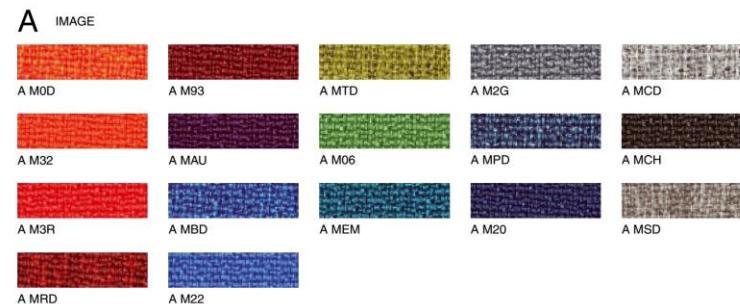 A IMAGE
A M0D A M93 A MTD A M2G A MCD
A M32 A MAU A M06 A MPD A MCH
A M3R A MBD A MEM A M20 A MSD
A MRD A M22